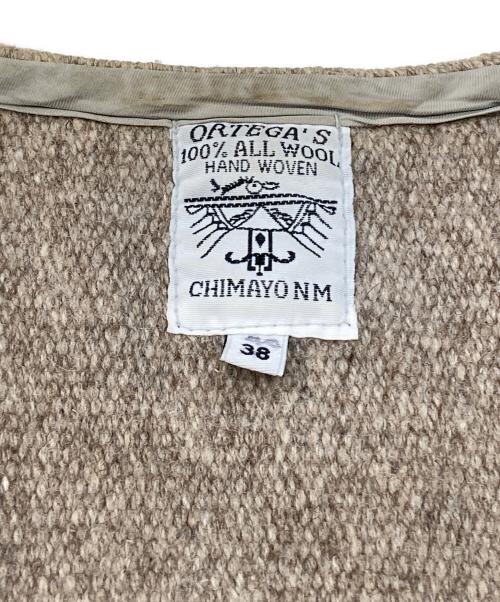 ORTEGA'S
100% ALL WOOL
HAND WOVEN
CHIMAYO NM
38